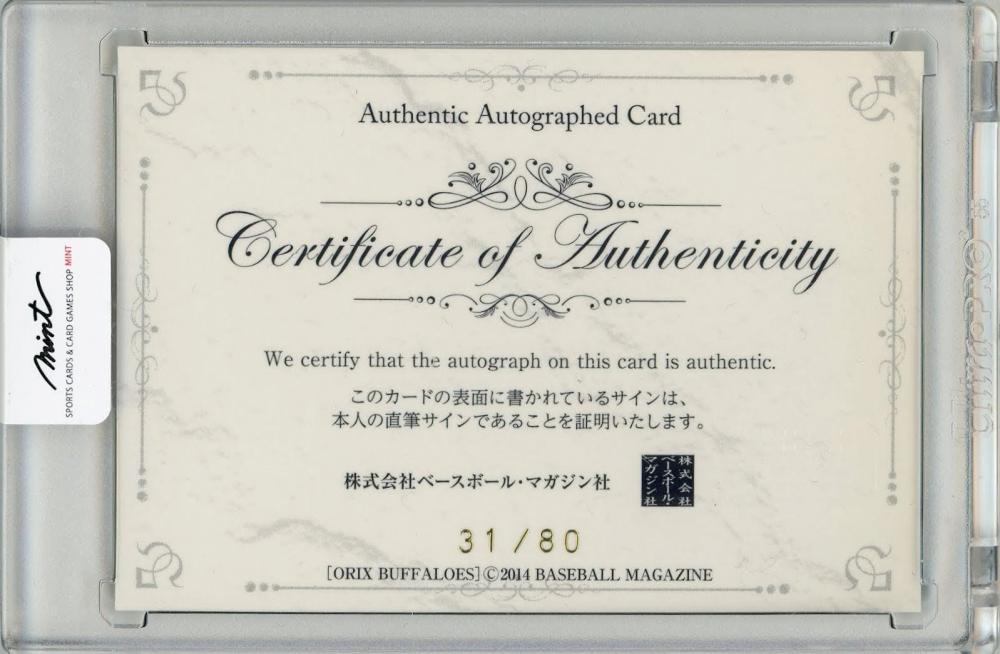 Authentic Autographed Card
Certificate of Authenticity
We certify that the autograph on this card is authentic.
このカードの表面に書かれているサインは、
本人の直筆サインであることを証明いたします。
株式会社ベースボール・マガジン社
株式会社
ベースボール・
マガジン社
31/80
[ORIX BUFFALOES]©2014 BASEBALL MAGAZINE
mint
SPORTS CARDS & CARD GAMES SHOP MINT